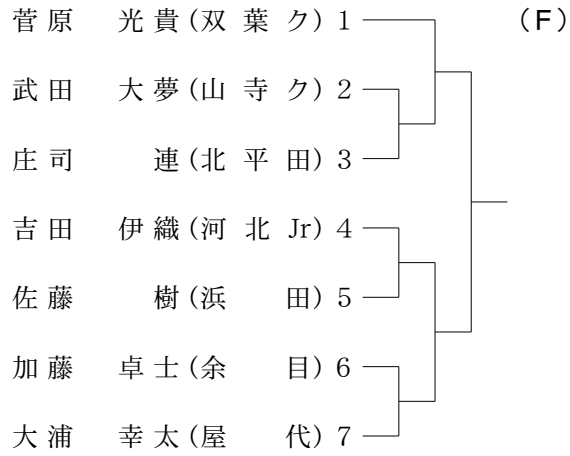 菅原 光貴(双葉ク) 1 (F)
武田 大夢(山寺ク) 2
庄司 連(北平田) 3
吉田 伊織(河北Jr) 4
佐藤 樹(浜田) 5
加藤 卓士(余目) 6
大浦 幸太(屋代) 7